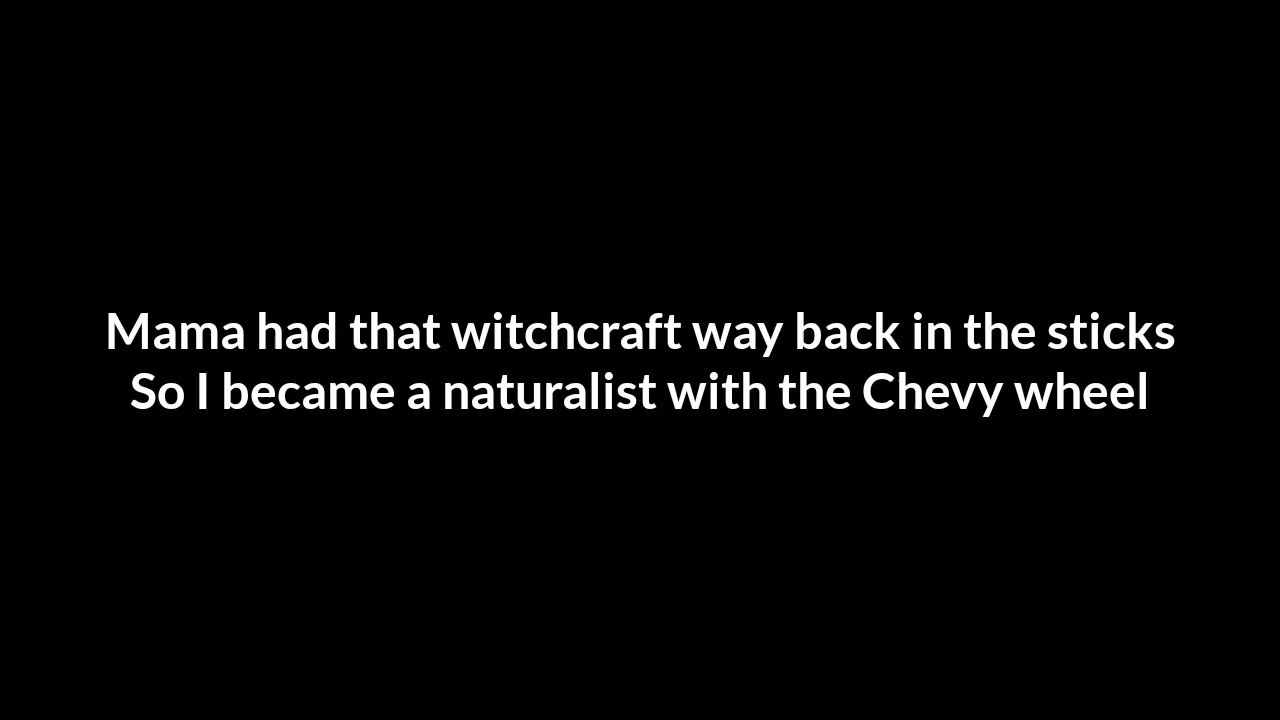 Mama had that witchcraft way back in the sticks
So I became a naturalist with the Chevy wheel